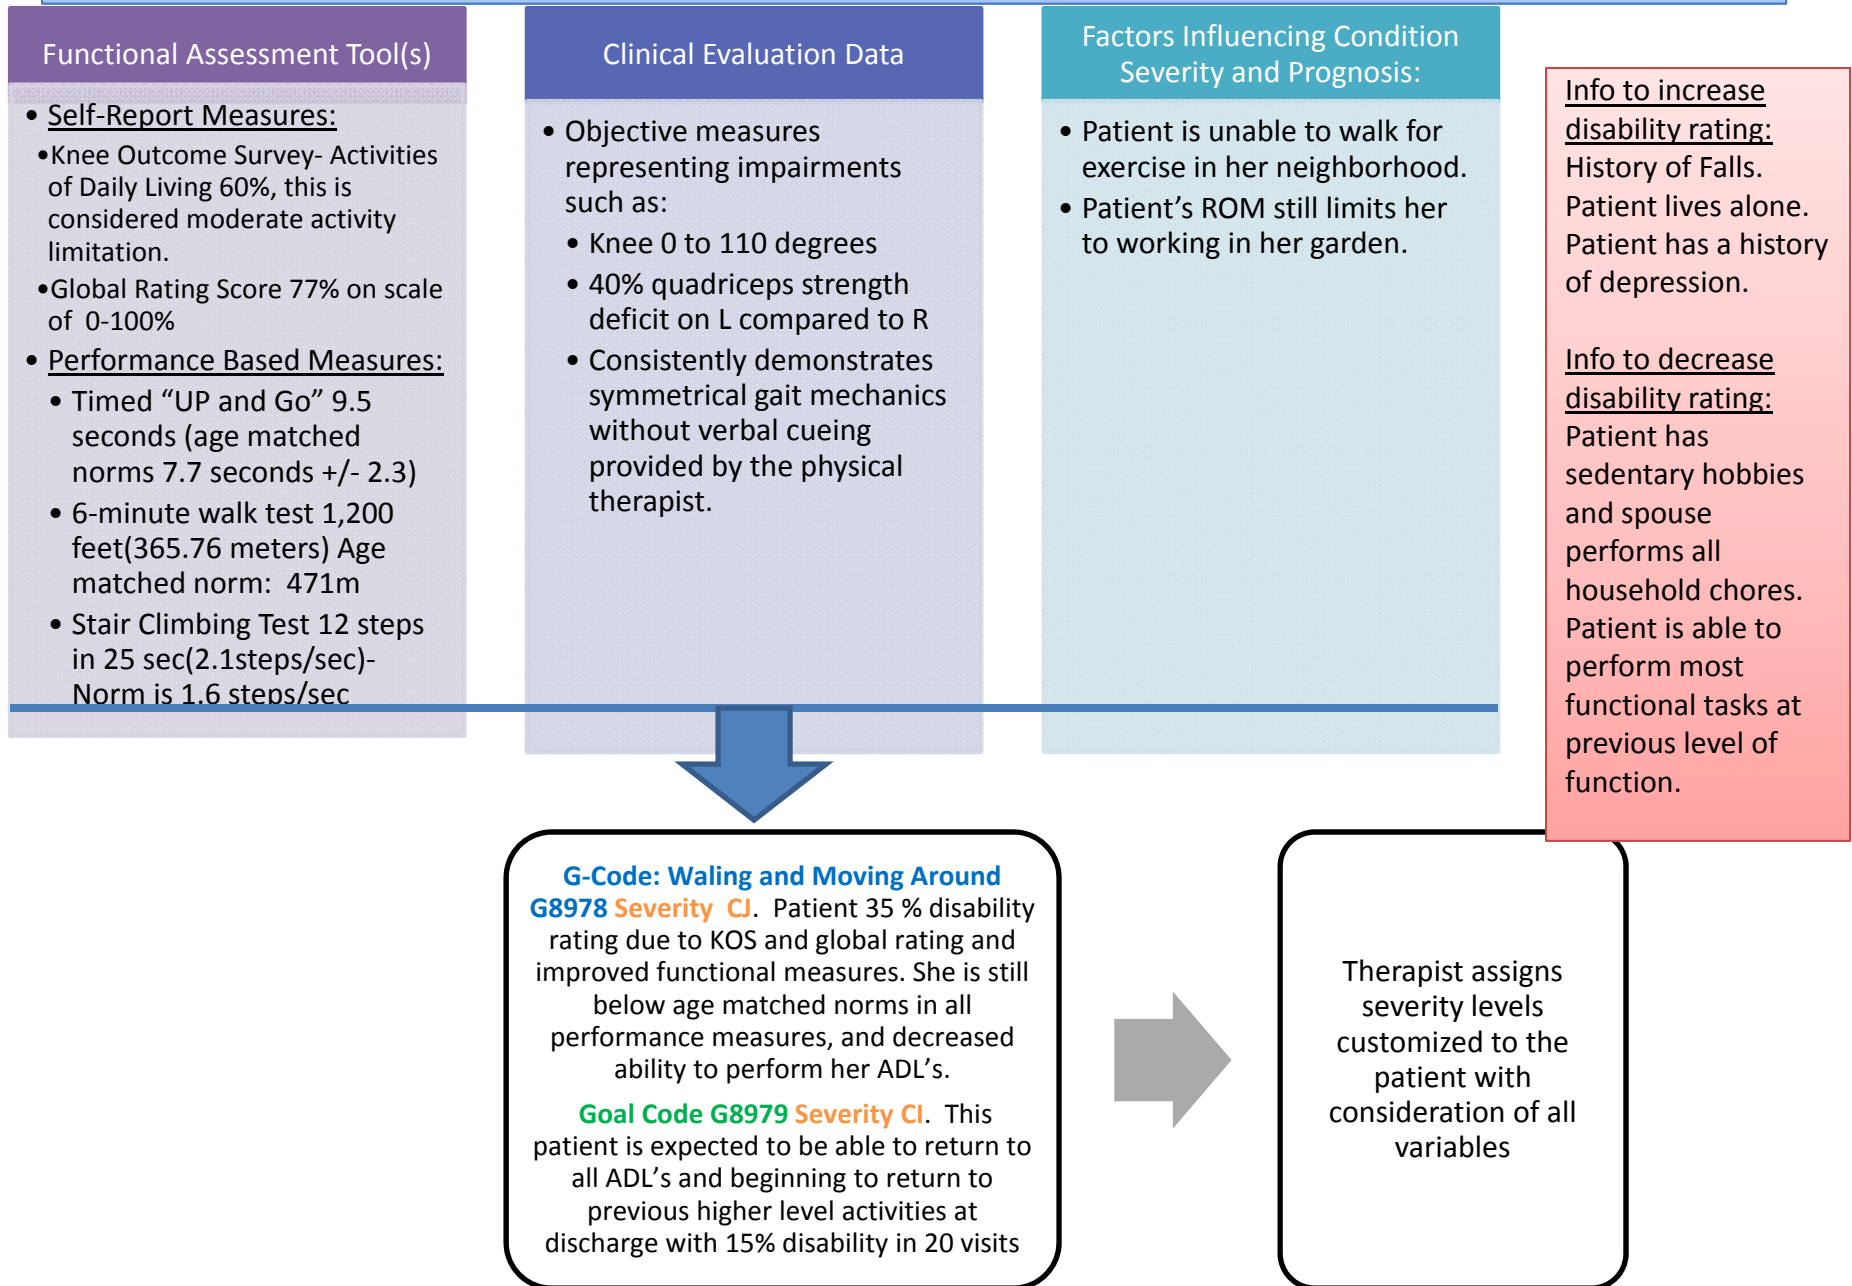 Functional Assessment Tool(s)
• Self-Report Measures:
•Knee Outcome Survey- Activities
of Daily Living 60%, this is
considered moderate activity
limitation.
•Global Rating Score 77% on scale
of 0-100%
• Performance Based Measures:
• Timed “UP and Go” 9.5
seconds (age matched
norms 7.7 seconds +/- 2.3)
• 6-minute walk test 1,200
feet(365.76 meters) Age
matched norm: 471m
• Stair Climbing Test 12 steps
in 25 sec(2.1steps/sec)-
Norm is 1.6 steps/sec
Clinical Evaluation Data
• Objective measures
representing impairments
such as:
• Knee 0 to 110 degrees
• 40% quadriceps strength
deficit on L compared to R
• Consistently demonstrates
symmetrical gait mechanics
without verbal cueing
provided by the physical
therapist.
Factors Influencing Condition
Severity and Prognosis:
• Patient is unable to walk for
exercise in her neighborhood.
• Patient’s ROM still limits her
to working in her garden.
Info to increase
disability rating:
History of Falls.
Patient lives alone.
Patient has a history
of depression.
Info to decrease
disability rating:
Patient has
sedentary hobbies
and spouse
performs all
household chores.
Patient is able to
perform most
functional tasks at
previous level of
function.
G-Code: Waling and Moving Around
G8978 Severity CJ. Patient 35 % disability
rating due to KOS and global rating and
improved functional measures. She is still
below age matched norms in all
performance measures, and decreased
ability to perform her ADL’s.
Goal Code G8979 Severity CI. This
patient is expected to be able to return to
all ADL’s and beginning to return to
previous higher level activities at
discharge with 15% disability in 20 visits
Therapist assigns
severity levels
customized to the
patient with
consideration of all
variables